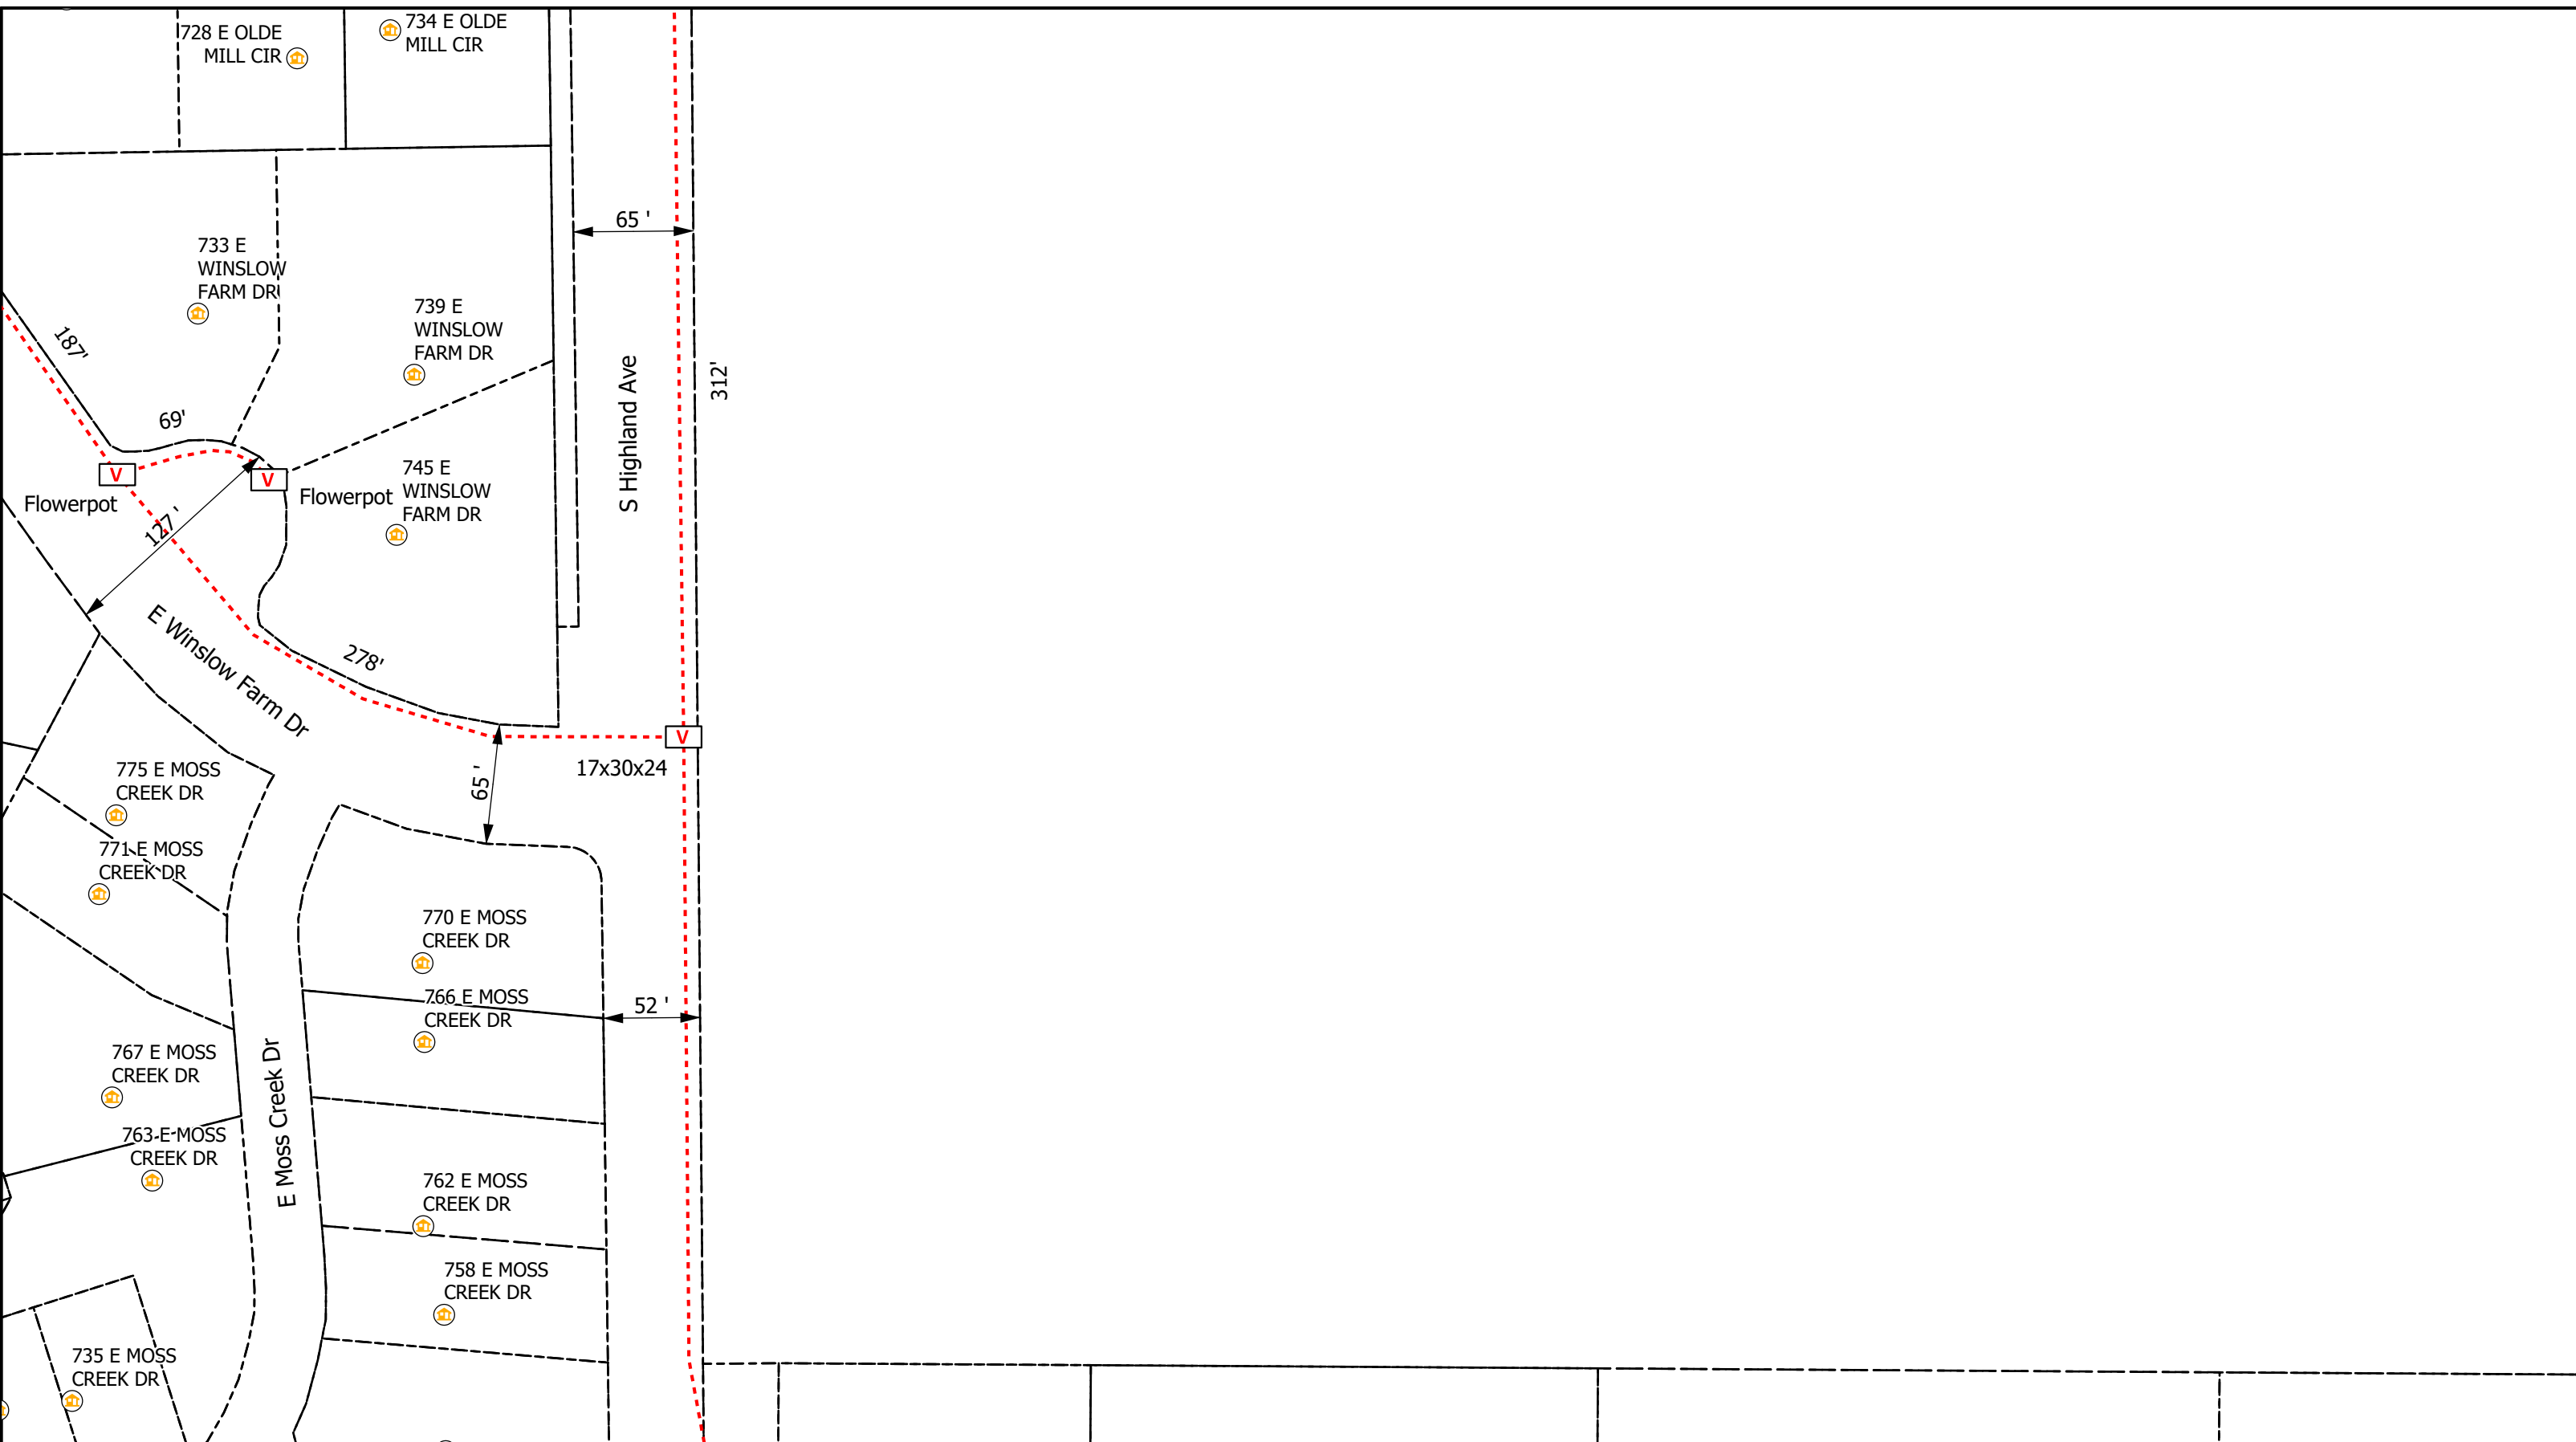 728 E OLDE
MILL CIR
734 E OLDE
MILL CIR
65 '
733 E
WINSLOW
FARM DR
739 E
WINSLOW
FARM DR
187'
312'
S Highland Ave
69'
V
V
745 E
WINSLOW
FARM DR
Flowerpot
Flowerpot
127 '
E Winslow Farm Dr
278'
V
17x30x24
65 '
775 E MOSS
CREEK DR
771 E MOSS
CREEK DR
770 E MOSS
CREEK DR
766 E MOSS
CREEK DR
52 '
767 E MOSS
CREEK DR
E Moss Creek Dr
763 E MOSS
CREEK DR
762 E MOSS
CREEK DR
758 E MOSS
CREEK DR
735 E MOSS
CREEK DR